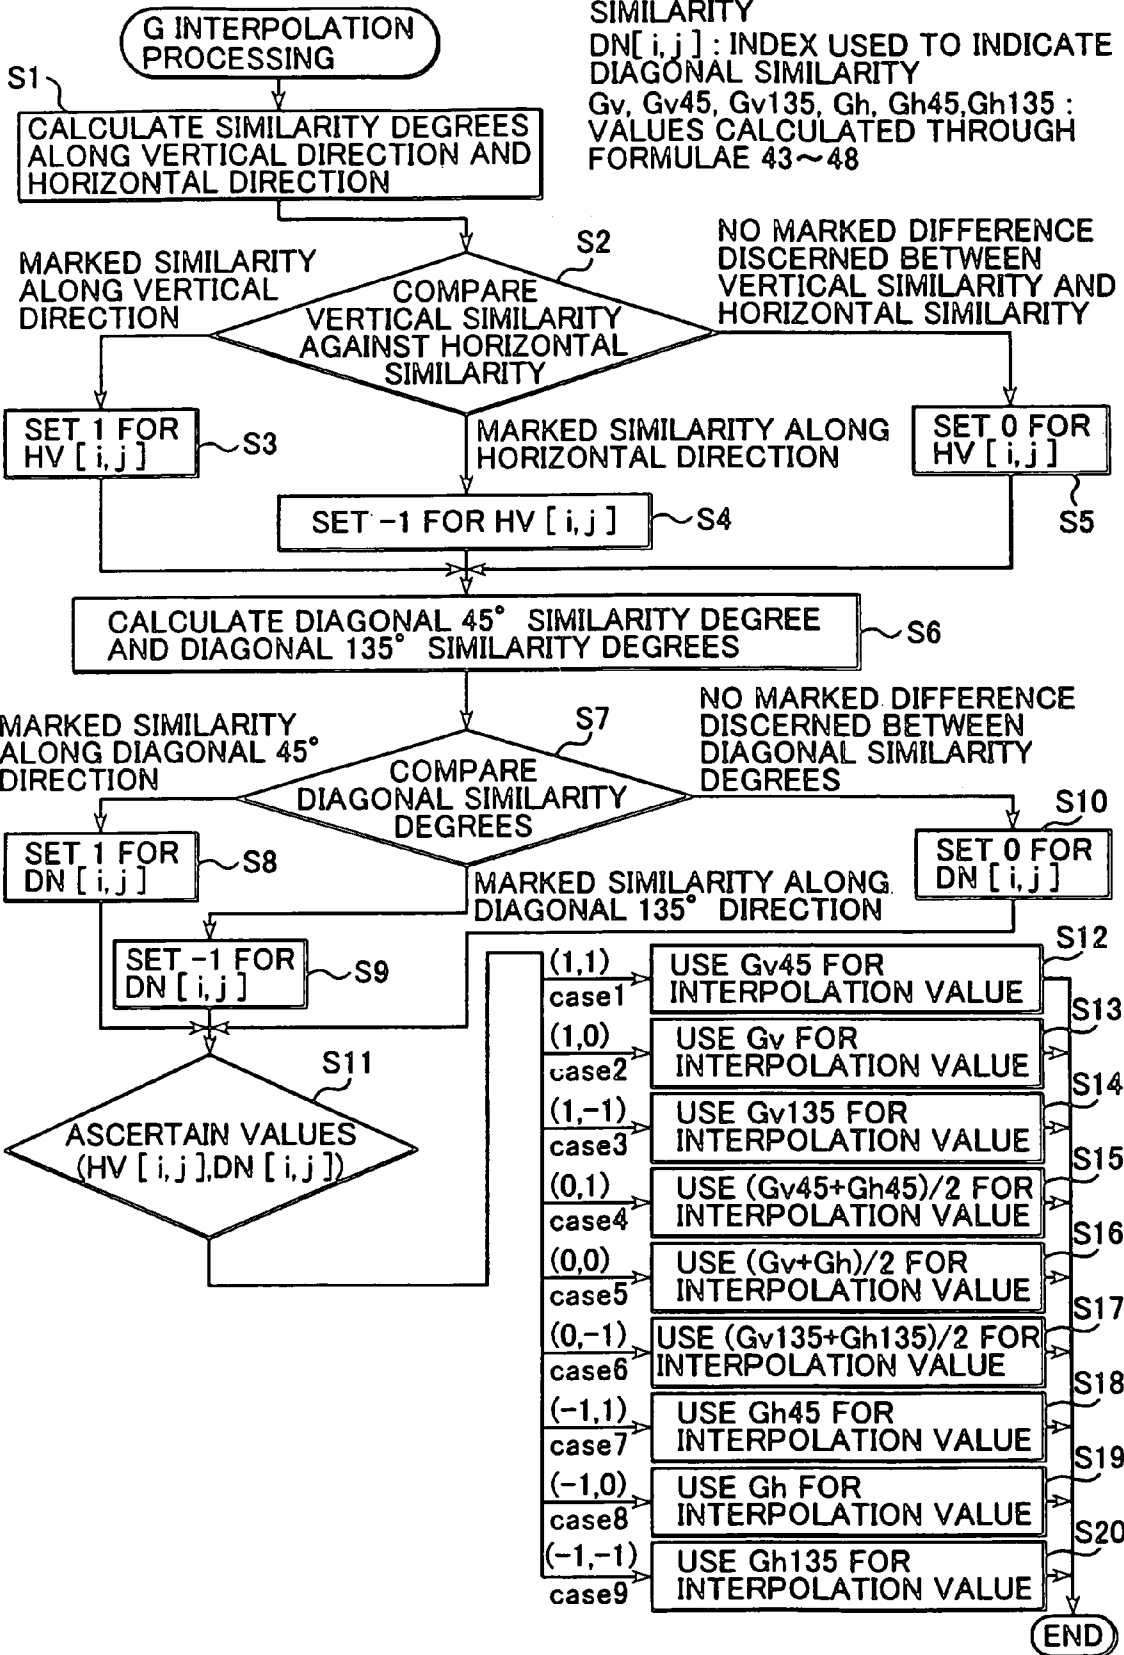 SIMILARITY
DN[ i, j ] : INDEX USED TO INDICATE
DIAGONAL SIMILARITY
Gv, Gv45, Gv135, Gh, Gh45,Gh135 :
VALUES CALCULATED THROUGH
FORMULAE 43~48
G INTERPOLATION
PROCESSING
S1
CALCULATE SIMILARITY DEGREES
ALONG VERTICAL DIRECTION AND
HORIZONTAL DIRECTION
S2
COMPARE
VERTICAL SIMILARITY
AGAINST HORIZONTAL
SIMILARITY
MARKED SIMILARITY
ALONG VERTICAL
DIRECTION
NO MARKED DIFFERENCE
DISCERNED BETWEEN
VERTICAL SIMILARITY AND
HORIZONTAL SIMILARITY
SET 1 FOR
HV [ i, j ]
S3
MARKED SIMILARITY ALONG
HORIZONTAL DIRECTION
SET -1 FOR HV [ i, j ]
S4
SET 0 FOR
HV [ i, j ]
S5
CALCULATE DIAGONAL 45° SIMILARITY DEGREE
AND DIAGONAL 135° SIMILARITY DEGREES
S6
S7
COMPARE
DIAGONAL SIMILARITY
DEGREES
MARKED SIMILARITY
ALONG DIAGONAL 45°
DIRECTION
NO MARKED DIFFERENCE
DISCERNED BETWEEN
DIAGONAL SIMILARITY
DEGREES
SET 1 FOR
DN [ i, j ]
S8
MARKED SIMILARITY ALONG
DIAGONAL 135° DIRECTION
SET -1 FOR
DN [ i, j ]
S9
S10
SET 0 FOR
DN [ i, j ]
S11
ASCERTAIN VALUES
(HV [ i, j ],DN [ i, j ])
(1,1)
case1
USE Gv45 FOR
INTERPOLATION VALUE
S12
(1,0)
case2
USE Gv FOR
INTERPOLATION VALUE
S13
(1,-1)
case3
USE Gv135 FOR
INTERPOLATION VALUE
S14
(0,1)
case4
USE (Gv45+Gh45)/2 FOR
INTERPOLATION VALUE
S15
(0,0)
case5
USE (Gv+Gh)/2 FOR
INTERPOLATION VALUE
S16
(0,-1)
case6
USE (Gv135+Gh135)/2 FOR
INTERPOLATION VALUE
S17
(-1,1)
case7
USE Gh45 FOR
INTERPOLATION VALUE
S18
(-1,0)
case8
USE Gh FOR
INTERPOLATION VALUE
S19
(-1,-1)
case9
USE Gh135 FOR
INTERPOLATION VALUE
S20
END